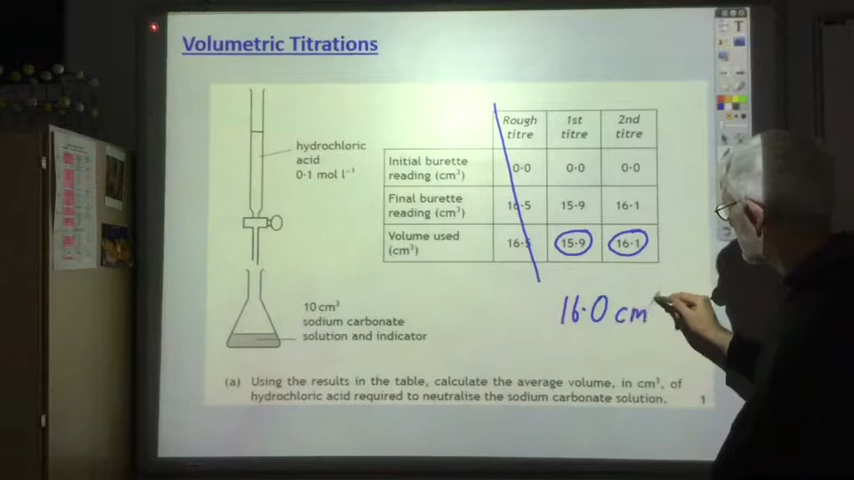 Volumetric Titrations
hydrochloric
acid
0·1 mol l⁻¹
Rough
titre
1st
titre
2nd
titre
Initial burette
reading (cm³)
0·0
0·0
0·0
Final burette
reading (cm³)
16·5
15·9
16·1
Volume used
(cm³)
16·5
15·9
16·1
16·0 cm
10 cm³
sodium carbonate
solution and indicator
(a) Using the results in the table, calculate the average volume, in cm³, of
hydrochloric acid required to neutralise the sodium carbonate solution. 1